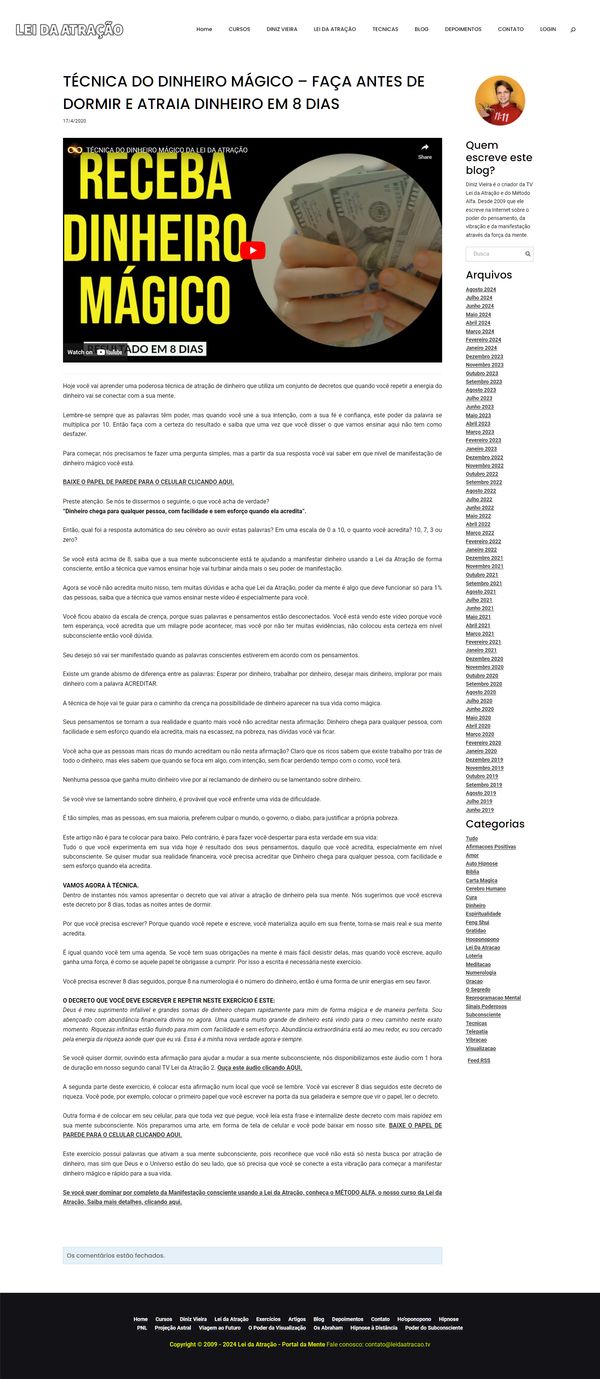 LEI DA ATRAÇÃO
Home
CURSOS
DINIZ VIEIRA
LEI DA ATRAÇÃO
TECNICAS
BLOG
DEPOIMENTOS
CONTATO
LOGIN
TÉCNICA DO DINHEIRO MÁGICO – FAÇA ANTES DE
DORMIR E ATRAIA DINHEIRO EM 8 DIAS
17/4/2020
TÉCNICA DO DINHEIRO MÁGICO DA LEI DA ATRAÇÃO
Share
RECEBA
DINHEIRO
MÁGICO
RESULTADO EM 8 DIAS
Watch on YouTube
Hoje você vai aprender uma poderosa técnica de atração de dinheiro que utiliza um conjunto de decretos que quando você repetir a energia do
dinheiro vai se conectar com a sua mente.
Lembre-se sempre que as palavras têm poder, mas quando você une a sua intenção, com a sua fé e confiança, este poder da palavra se
multiplica por 10. Então faça com a certeza do resultado e saiba que uma vez que você disser o que vamos ensinar aqui não tem como
desfazer.
Para começar, nós precisamos te fazer uma pergunta simples, mas a partir da sua resposta você vai saber em que nível de manifestação de
dinheiro mágico você está.
BAIXE O PAPEL DE PAREDE PARA O CELULAR CLICANDO AQUI.
Preste atenção. Se nós te dissermos o seguinte, o que você acha de verdade?
"Dinheiro chega para qualquer pessoa, com facilidade e sem esforço quando ela acredita".
Então, qual foi a resposta automática do seu cérebro ao ouvir estas palavras? Em uma escala de 0 a 10, o quanto você acredita? 10, 7, 3 ou
zero?
Se você está acima de 8, saiba que a sua mente subconsciente está te ajudando a manifestar dinheiro usando a Lei da Atração de forma
consciente, então a técnica que vamos ensinar hoje vai turbinar ainda mais o seu poder de manifestação.
Agora se você não acredita muito nisso, tem muitas dúvidas e acha que Lei da Atração, poder da mente é algo que deve funcionar só para 1%
das pessoas, saiba que a técnica que vamos ensinar neste vídeo é especialmente para você.
Você ficou abaixo da escala de crença, porque suas palavras e pensamentos estão desconectados. Você está vendo este vídeo porque você
tem esperança, você acredita que um milagre pode acontecer, mas você por não ter muitas evidências, não colocou esta certeza em nível
subconsciente então você dúvida.
Seu desejo só vai ser manifestado quando as palavras conscientes estiverem em acordo com os pensamentos.
Existe um grande abismo de diferença entre as palavras: Esperar por dinheiro, trabalhar por dinheiro, desejar mais dinheiro, implorar por mais
dinheiro com a palavra ACREDITAR.
A técnica de hoje vai te guiar para o caminho da crença na possibilidade de dinheiro aparecer na sua vida como mágica.
Seus pensamentos se tornam a sua realidade e quanto mais você não acreditar nesta afirmação: Dinheiro chega para qualquer pessoa, com
facilidade e sem esforço quando ela acredita, mais na escassez, na pobreza, nas dívidas você vai ficar.
Você acha que as pessoas mais ricas do mundo acreditam ou não nesta afirmação? Claro que os ricos sabem que existe trabalho por trás de
todo o dinheiro, mas eles sabem que quando se foca em algo, com intenção, sem ficar perdendo tempo com o como, você terá.
Nenhuma pessoa que ganha muito dinheiro vive por aí reclamando de dinheiro ou se lamentando sobre dinheiro.
Se você vive se lamentando sobre dinheiro, é provável que você enfrente uma vida de dificuldade.
É tão simples, mas as pessoas, em sua maioria, preferem culpar o mundo, o governo, o diabo, para justificar a própria pobreza.
Este artigo não é para te colocar para baixo. Pelo contrário, é para fazer você despertar para esta verdade em sua vida:
Tudo o que você experimenta em sua vida hoje é resultado dos seus pensamentos, daquilo que você acredita, especialmente em nível
subconsciente. Se quiser mudar sua realidade financeira, você precisa acreditar que Dinheiro chega para qualquer pessoa, com facilidade e
sem esforço quando ela acredita.
VAMOS AGORA À TÉCNICA.
Dentro de instantes nós vamos apresentar o decreto que vai ativar a atração de dinheiro pela sua mente. Nós sugerimos que você escreva
este decreto por 8 dias, todas as noites antes de dormir.
Por que você precisa escrever? Porque quando você repete e escreve, você materializa aquilo em sua frente, torna-se mais real e sua mente
acredita.
É igual quando você tem uma agenda. Se você tem suas obrigações na mente é mais fácil desistir delas, mas quando você escreve, aquilo
ganha uma força, é como se aquele papel te obrigasse a cumprir. Por isso a escrita é necessária neste exercício.
Você precisa escrever 8 dias seguidos, porque 8 na numerologia é o número do dinheiro, então é uma forma de unir energias em seu favor.
O DECRETO QUE VOCÊ DEVE ESCREVER E REPETIR NESTE EXERCÍCIO É ESTE:
Deus é meu suprimento infalível e grandes somas de dinheiro chegam rapidamente para mim de forma mágica e de maneira perfeita. Sou
abençoado com abundância financeira divina no agora. Uma quantia muito grande de dinheiro está vindo para o meu caminho neste exato
momento. Riquezas infinitas estão fluindo para mim com facilidade e sem esforço. Abundância extraordinária está ao meu redor, eu sou cercado
pela energia da riqueza aonde quer que eu vá. Essa é a minha nova verdade agora e sempre.
Se você quiser dormir, ouvindo esta afirmação para ajudar a mudar a sua mente subconsciente, nós disponibilizamos este áudio com 1 hora
de duração em nosso segundo canal TV Lei da Atração 2. Ouça este áudio clicando AQUI.
A segunda parte deste exercício, é colocar esta afirmação num local que você se lembre. Você vai escrever 8 dias seguidos este decreto de
riqueza. Você pode, por exemplo, colocar o primeiro papel que você escrever na porta da sua geladeira e sempre que vir o papel, ler o decreto.
Outra forma é de colocar em seu celular, para que toda vez que pegue, você leia esta frase e internalize deste decreto com mais rapidez em
sua mente subconsciente. Nós preparamos uma arte, em forma de tela de celular e você pode baixar em nosso site. BAIXE O PAPEL DE
PAREDE PARA O CELULAR CLICANDO AQUI.
Este exercício possui palavras que ativam a sua mente subconsciente, pois reconhece que você não está só nesta busca por atração de
dinheiro, mas sim que Deus e o Universo estão do seu lado, que só precisa que você se conecte a esta vibração para começar a manifestar
dinheiro mágico e rápido para a sua vida.
Se você quer dominar por completo da Manifestação consciente usando a Lei da Atração, conheça o MÉTODO ALFA, o nosso curso da Lei da
Atração. Saiba mais detalhes, clicando aqui.
Os comentários estão fechados.
11:11
Quem
escreve este
blog?
Diniz Vieira é o criador da TV
Lei da Atração e do Método
Alfa. Desde 2009 que ele
escreve na Internet sobre o
poder do pensamento, da
vibração e da manifestação
através da força da mente.
Busca
Arquivos
Agosto 2024
Julho 2024
Junho 2024
Maio 2024
Abril 2024
Março 2024
Fevereiro 2024
Janeiro 2024
Dezembro 2023
Novembro 2023
Outubro 2023
Setembro 2023
Agosto 2023
Julho 2023
Junho 2023
Maio 2023
Abril 2023
Março 2023
Fevereiro 2023
Janeiro 2023
Dezembro 2022
Novembro 2022
Outubro 2022
Setembro 2022
Agosto 2022
Julho 2022
Junho 2022
Maio 2022
Abril 2022
Março 2022
Fevereiro 2022
Janeiro 2022
Dezembro 2021
Novembro 2021
Outubro 2021
Setembro 2021
Agosto 2021
Julho 2021
Junho 2021
Maio 2021
Abril 2021
Março 2021
Fevereiro 2021
Janeiro 2021
Dezembro 2020
Novembro 2020
Outubro 2020
Setembro 2020
Agosto 2020
Julho 2020
Junho 2020
Maio 2020
Abril 2020
Março 2020
Fevereiro 2020
Janeiro 2020
Dezembro 2019
Novembro 2019
Outubro 2019
Setembro 2019
Agosto 2019
Julho 2019
Junho 2019
Categorias
Tudo
Afirmacoes Positivas
Amor
Auto Hipnose
Biblia
Carta Magica
Cerebro Humano
Cura
Dinheiro
Espiritualidade
Feng Shui
Gratidao
Hooponopono
Lei Da Atracao
Loteria
Meditacao
Numerologia
Oracao
O Segredo
Reprogramacao Mental
Sinais Poderosos
Subconsciente
Tecnicas
Telepatia
Vibracao
Visualizacao
Feed RSS
Home Cursos Diniz Vieira Lei da Atração Exercícios Artigos Blog Depoimentos Contato Ho'oponopono Hipnose
PNL Projeção Astral Viagem ao Futuro O Poder da Visualização Os Abraham Hipnose à Distância Poder do Subconsciente
Copyright © 2009 - 2024 Lei da Atração - Portal da Mente Fale conosco: contato@leidaatracao.tv